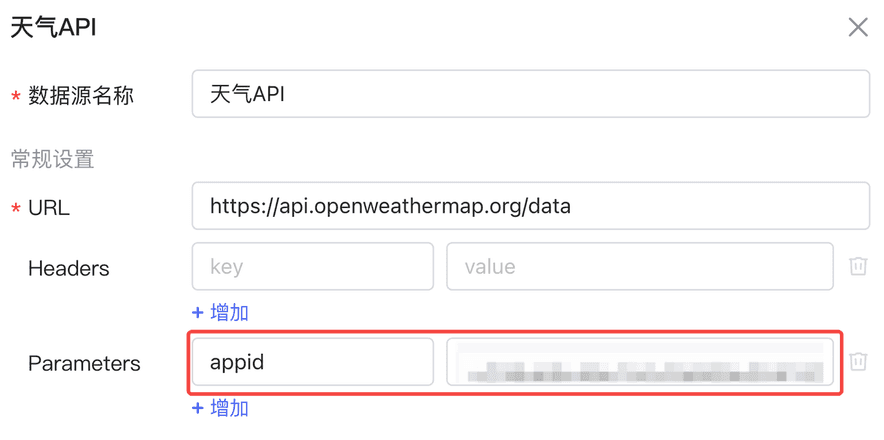 天气API
* 数据源名称 天气API
常规设置
* URL https://api.openweathermap.org/data
Headers key value
+ 增加
Parameters appid
+ 增加